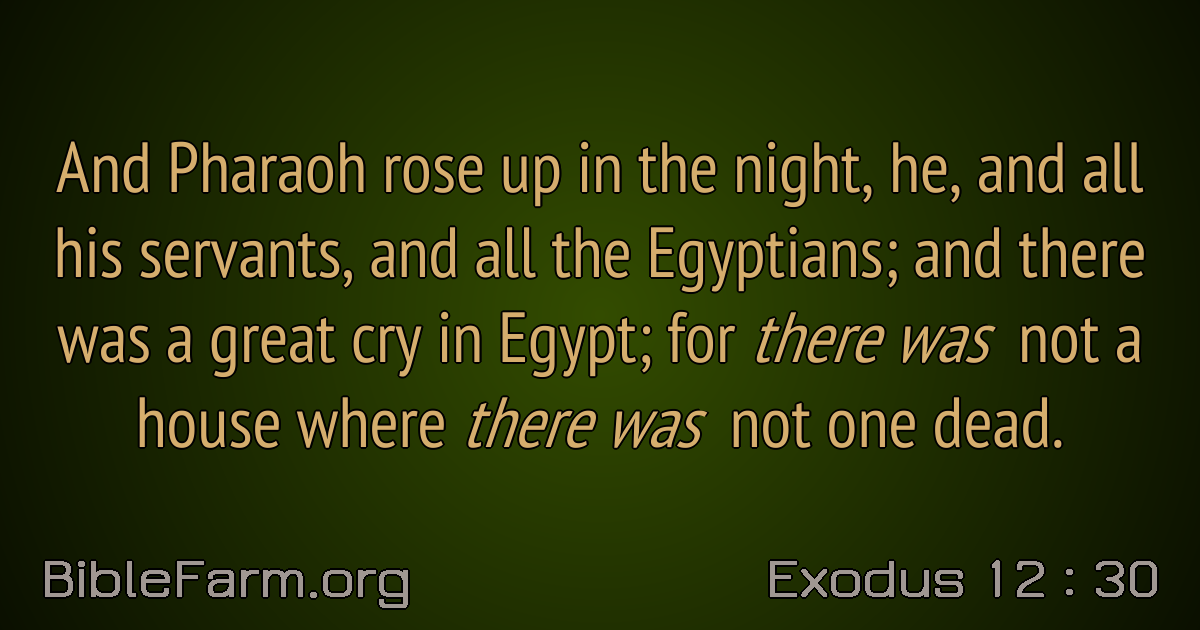 And Pharaoh rose up in the night, he, and all
his servants, and all the Egyptians; and there
was a great cry in Egypt; for there was not a
house where there was not one dead.
BibleFarm.org
Exodus 12 : 30